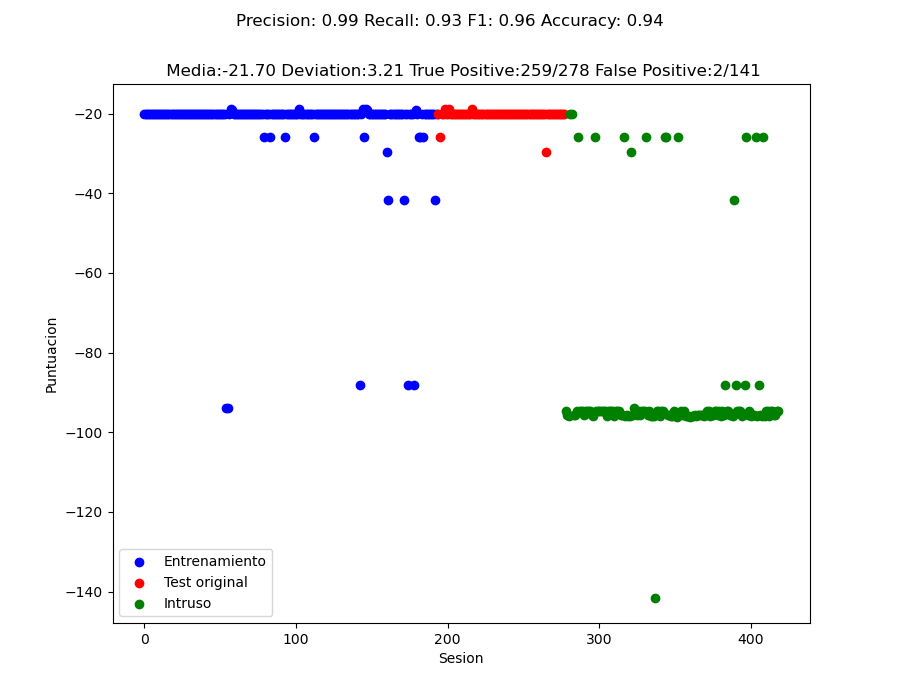 Precision: 0.99 Recall: 0.93 F1: 0.96 Accuracy: 0.94
Media:-21.70 Deviation:3.21 True Positive:259/278 False Positive:2/141
−20
−40
−60
−80
−100
−120
−140
Puntuacion
Entrenamiento
Test original
Intruso
0 100 200 300 400
Sesion